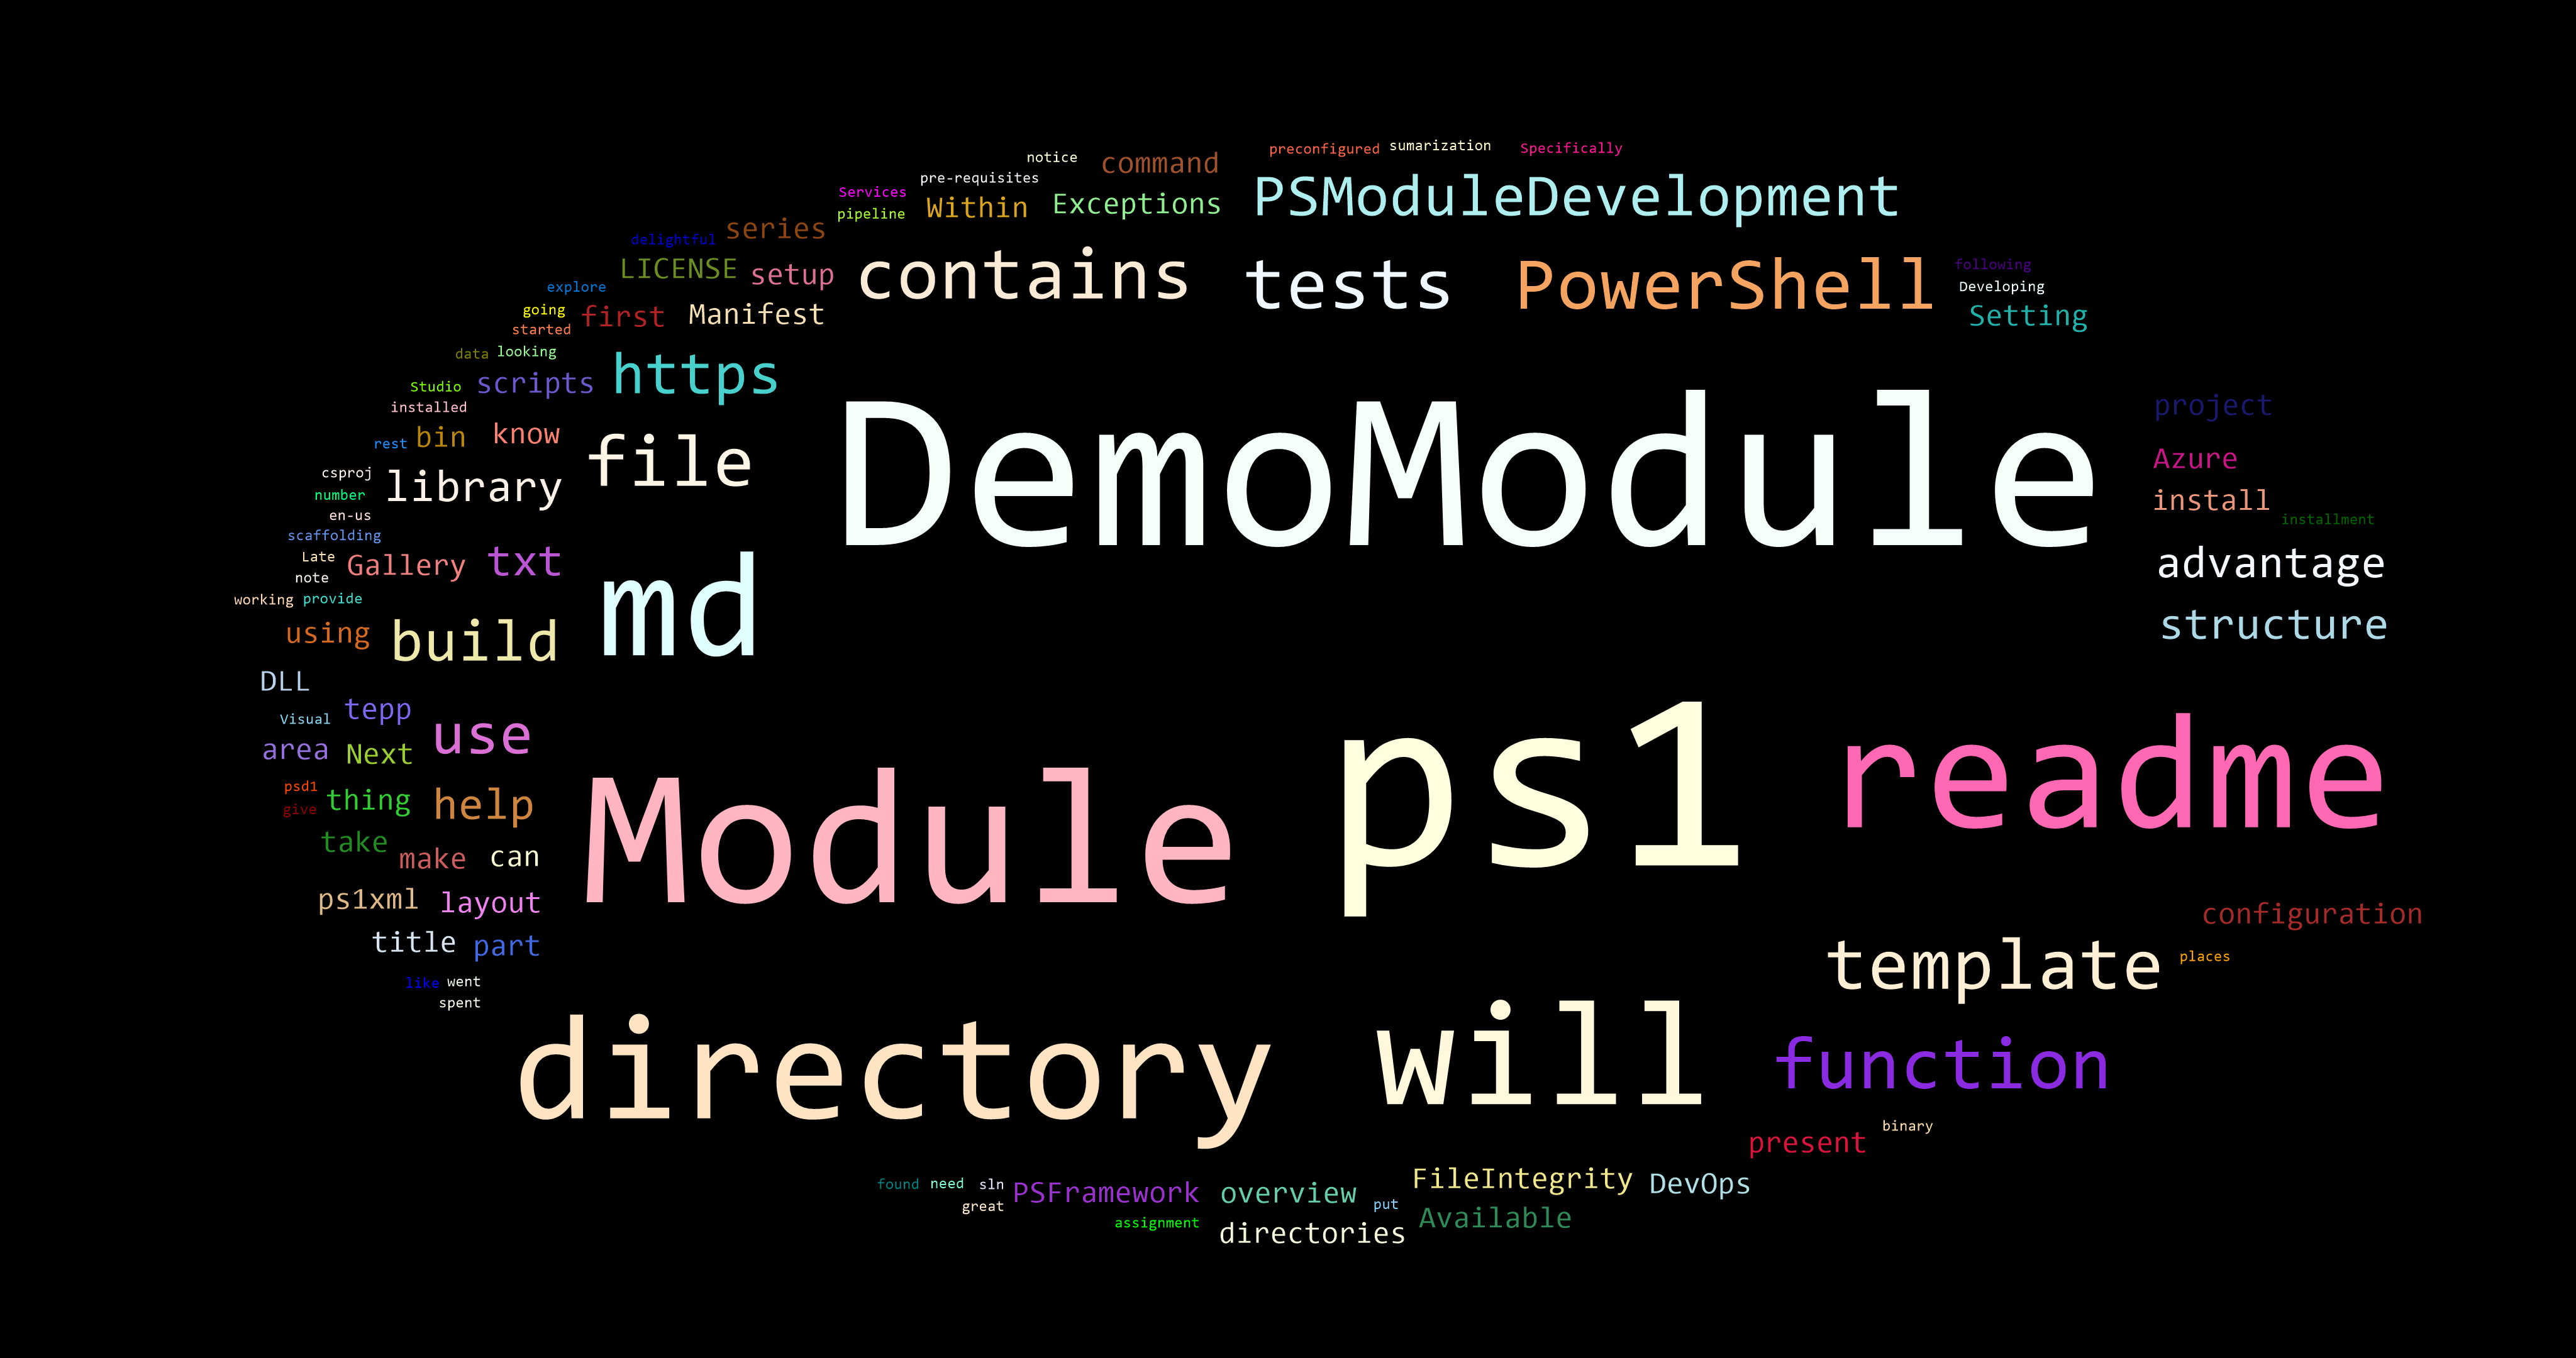 preconfigured sumarization Specifically
notice command
pre-requisites
Services Within Exceptions PSModuleDevelopment
pipeline
delightful series
LICENSE setup contains tests PowerShell following
explore Developing
going first Manifest Setting
started
data looking
Studio scripts https
installed project
rest bin know file DemoModule Azure
csproj library install
number
en-us installment
scaffolding
Late Gallery txt advantage
note
working provide md
using build structure
DLL
Visual tepp use
area Next
psd1 thing help Module ps1 readme
give
take make can
ps1xml layout configuration
title part template places
like went
spent
directory will function
present binary
found need sln PSFramework overview FileIntegrity DevOps
great put
assignment directories Available